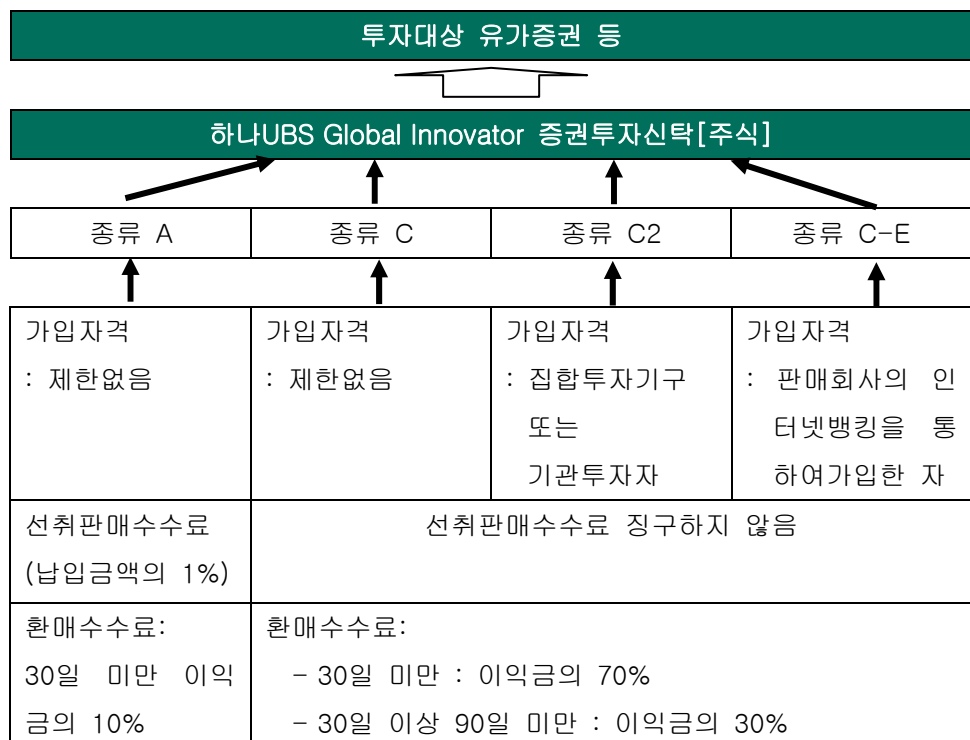 투자대상 유가증권 등
하나UBS Global Innovator 증권투자신탁[주식]
종류 A
종류 C
종류 C2
종류 C-E
가입자격
: 제한없음
가입자격
: 제한없음
가입자격
: 집합투자기구
또는
기관투자자
가입자격
: 판매회사의 인
터넷뱅킹을 통
하여가입한 자
선취판매수수료
(납입금액의 1%)
선취판매수수료 징구하지 않음
환매수수료:
30일 미만 이익
금의 10%
환매수수료:
- 30일 미만 : 이익금의 70%
- 30일 이상 90일 미만 : 이익금의 30%